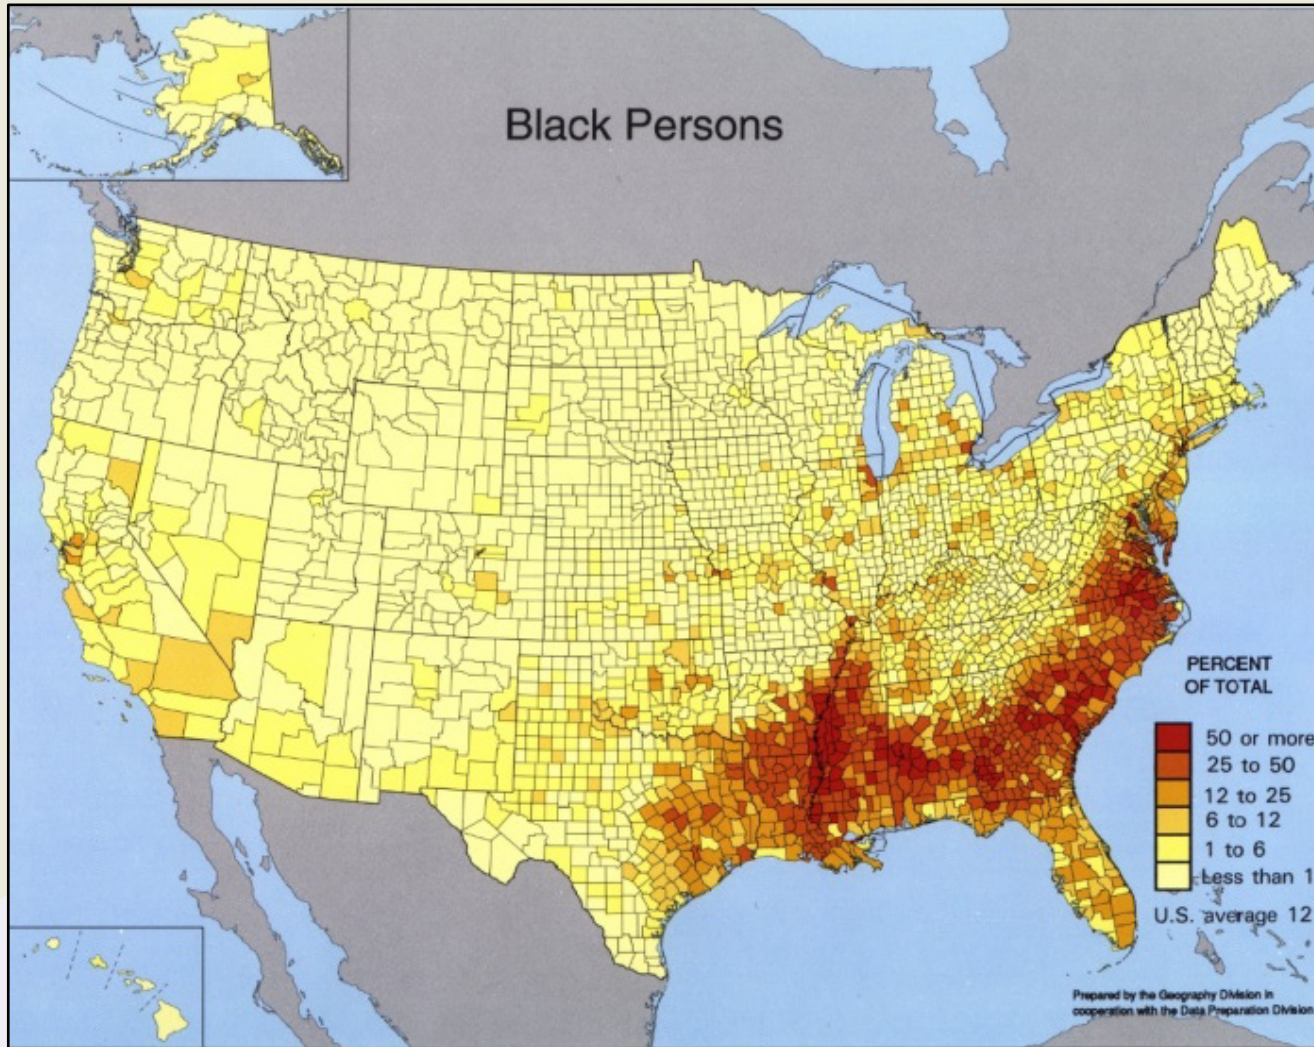 Black Persons
PERCENT
OF TOTAL
50 or more
25 to 50
12 to 25
6 to 12
1 to 6
Less than 1
U.S. average 12
Prepared by the Geography Division in
cooperation with the Data Preparation Division